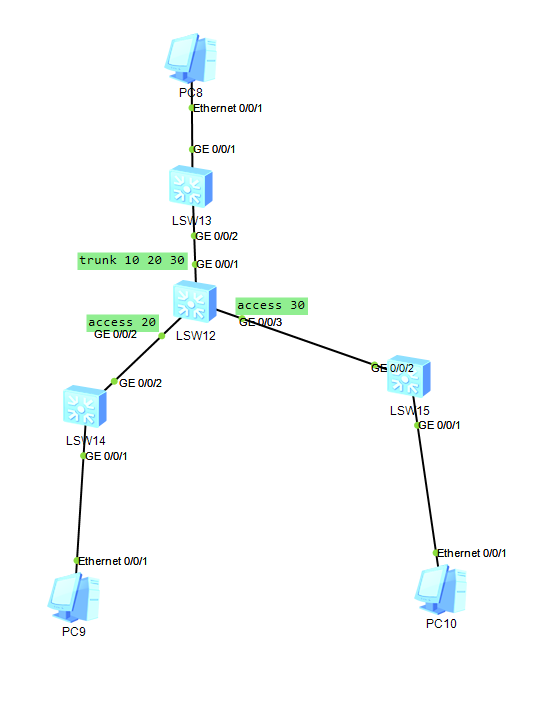 PC8
Ethernet 0/0/1
GE 0/0/1
LSW13
GE 0/0/2
trunk 10 20 30
GE 0/0/1
access 30
access 20
GE 0/0/3
GE 0/0/2
LSW12
GE 0/0/2
GE 0/0/2
LSW15
GE 0/0/1
LSW14
GE 0/0/1
Ethernet 0/0/1
Ethernet 0/0/1
PC10
PC9